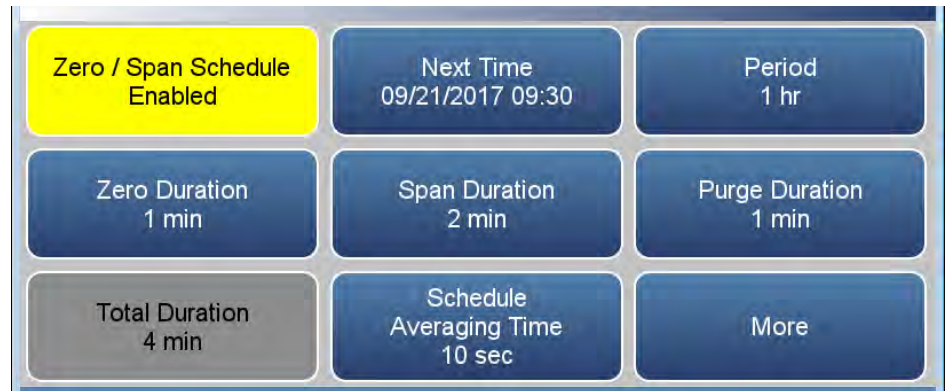 Zero / Span Schedule
Enabled
Next Time
09/21/2017 09:30
Period
1 hr
Zero Duration
1 min
Span Duration
2 min
Purge Duration
1 min
Total Duration
4 min
Schedule
Averaging Time
10 sec
More